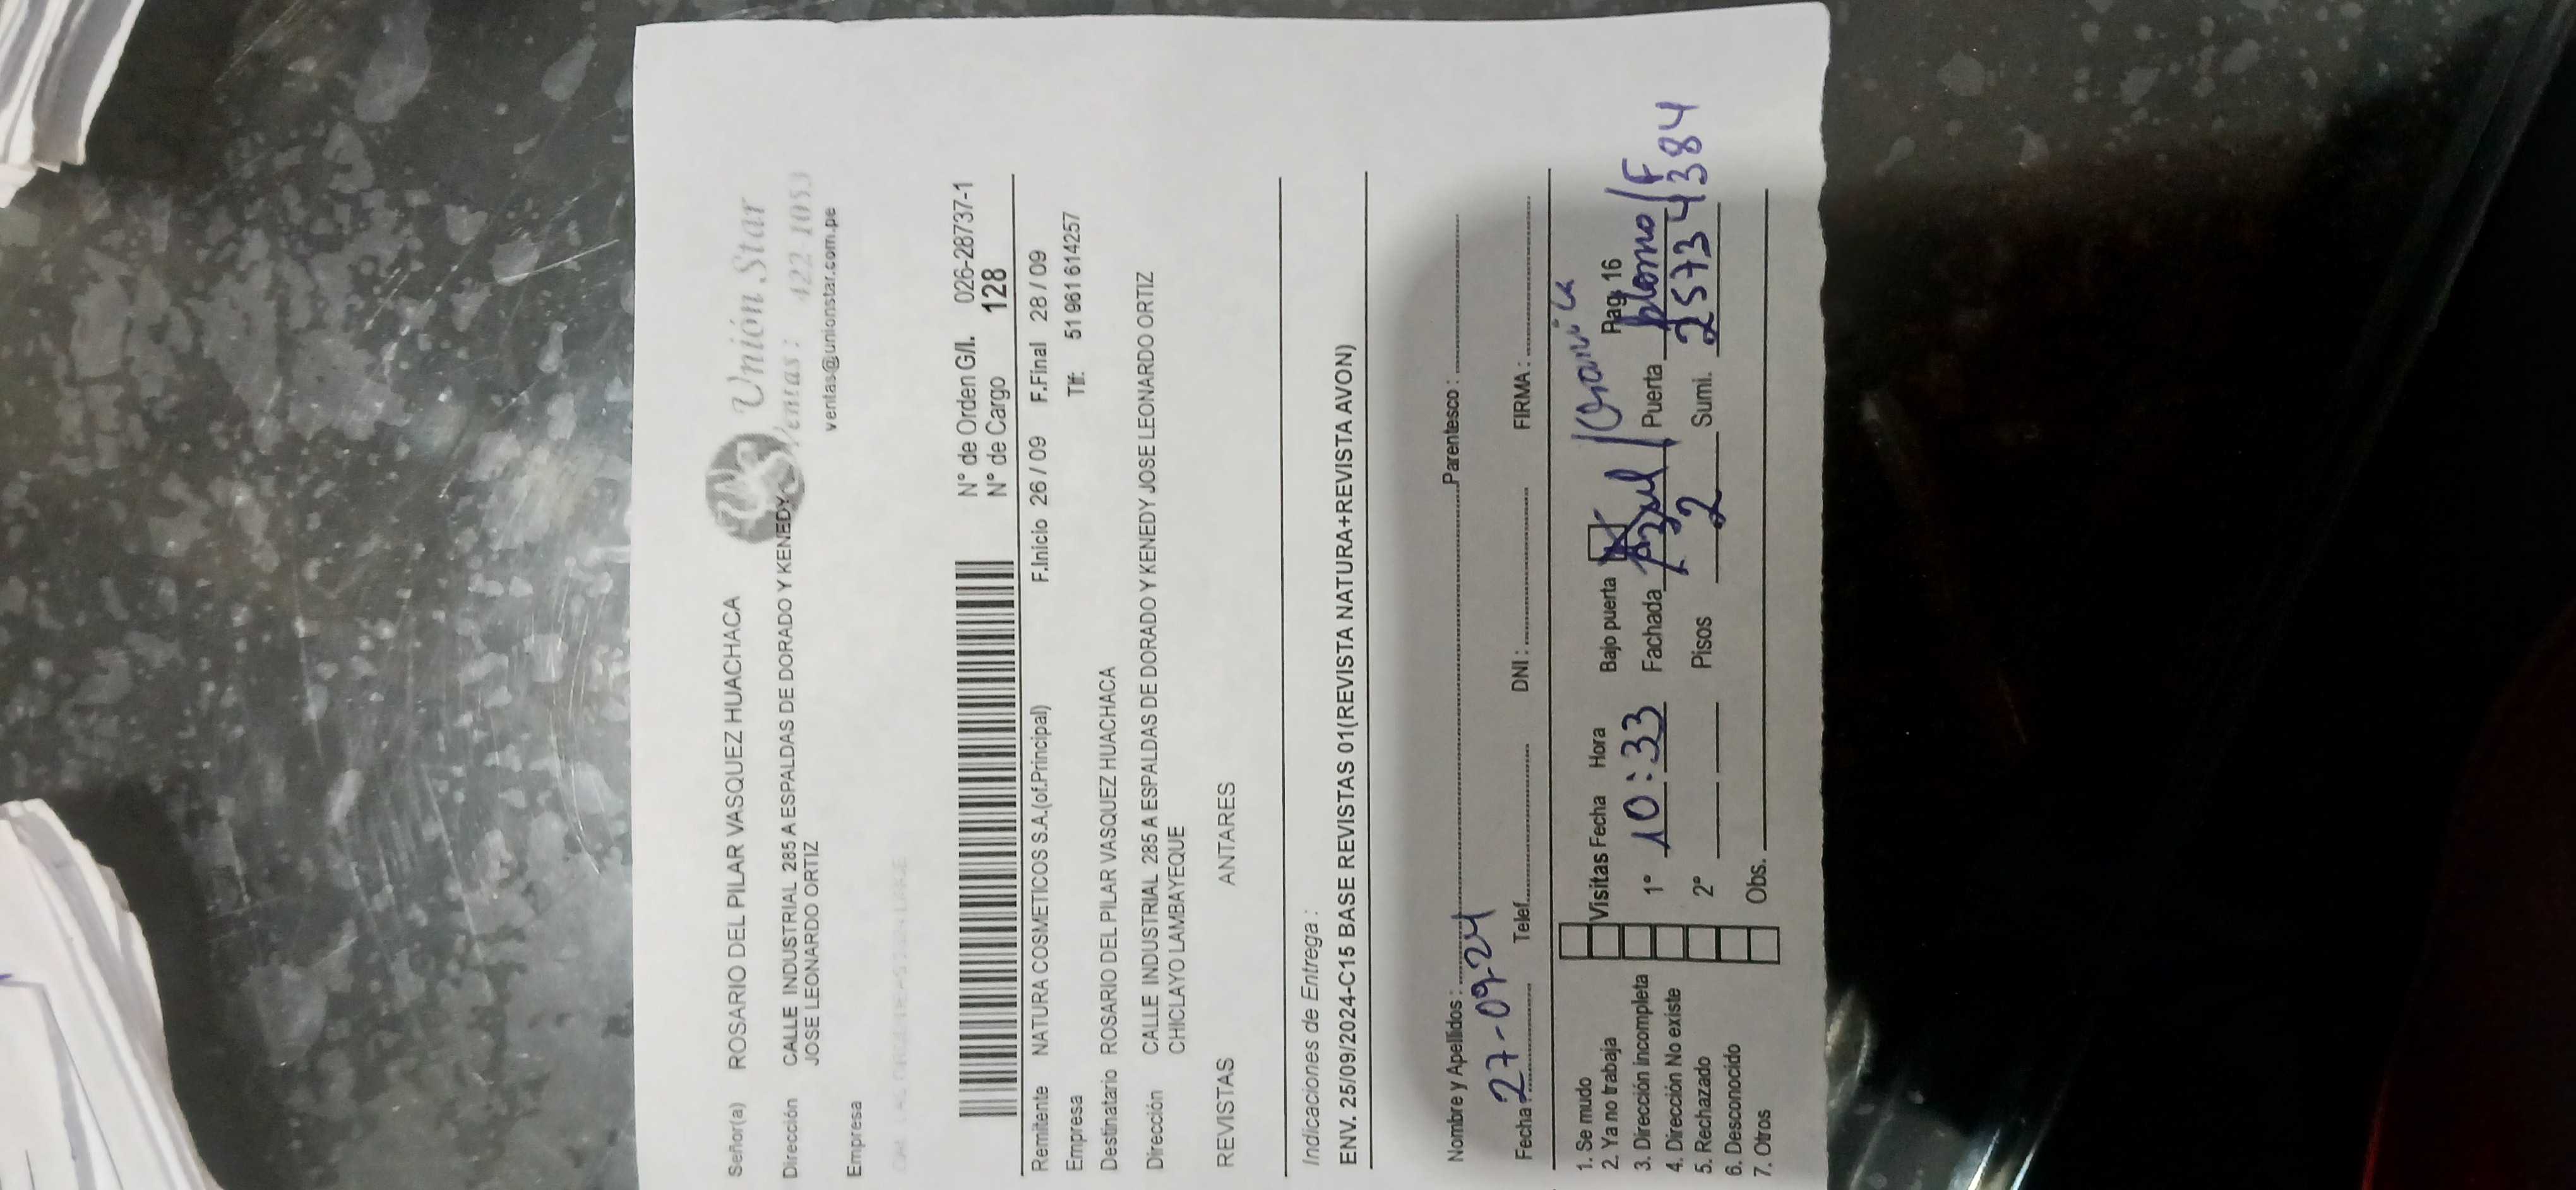 Unión Star
Ventas : 422 1053
ventas@unionstar.com.pe
Señor(a) ROSARIO DEL PILAR VASQUEZ HUACHACA
Dirección CALLE INDUSTRIAL 285 A ESPALDAS DE DORADO Y KENEDY
JOSE LEONARDO ORTIZ
Empresa
N° de Orden G/I. 026-28737-1
N° de Cargo 128
Remitente NATURA COSMETICOS S.A.(of.Principal) F.Inicio 26 / 09 F.Final 28 / 09
Empresa Tlf: 51 961 614257
Destinatario ROSARIO DEL PILAR VASQUEZ HUACHACA
Dirección CALLE INDUSTRIAL 285 A ESPALDAS DE DORADO Y KENEDY JOSE LEONARDO ORTIZ
CHICLAYO LAMBAYEQUE
REVISTAS ANTARES
Indicaciones de Entrega :
ENV. 25/09/2024-C15 BASE REVISTAS 01(REVISTA NATURA+REVISTA AVON)
Nombre y Apellidos : Parentesco :
Fecha : 27-09-24 Telef. DNI : FIRMA :
1. Se mudo
2. Ya no trabaja Visitas Fecha Hora Bajo puerta Pag. 16
3. Dirección incompleta 1° 10:33 Fachada Azul / Puerta plomo / F
4. Dirección No existe
5. Rechazado 2° Pisos 2 Sumi. 25734384
6. Desconocido
7. Otros Obs.